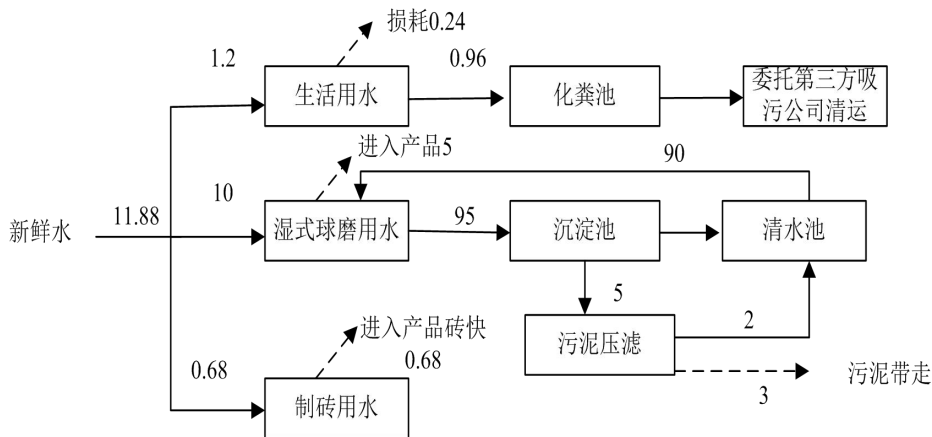 损耗0.24
1.2
0.96
生活用水
化粪池
委托第三方吸
污公司清运
进入产品5
90
10
新鲜水
11.88
湿式球磨用水
95
沉淀池
清水池
5
进入产品砖快
0.68
污泥压滤
2
0.68
3
污泥带走
制砖用水